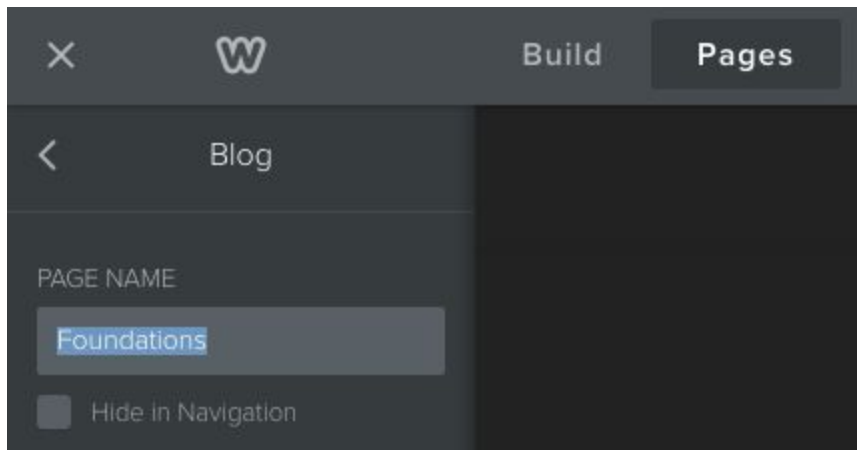 Build Pages
Blog
PAGE NAME
Foundations
Hide in Navigation